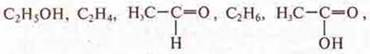 C₂H₅OH, C₂H₄, H₃C—C=O, C₂H₆, H₃C—C=O,
H OH